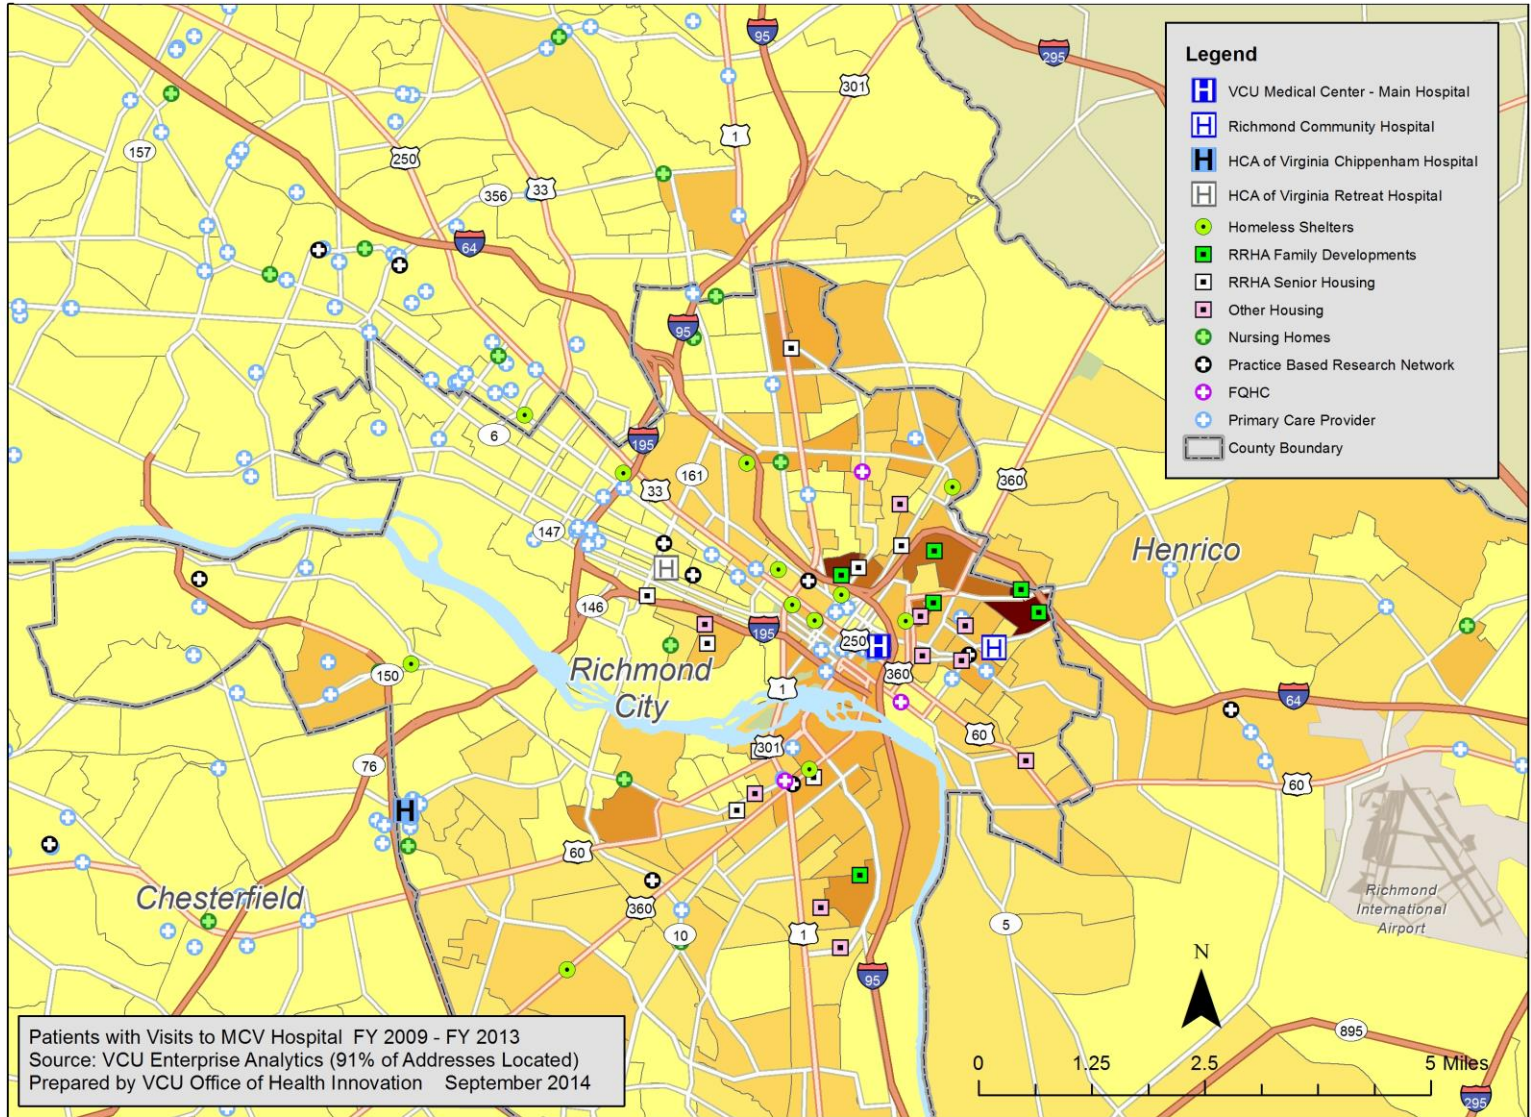 95
295
301
1
157
250
33
356
64
95
195
6
161
33
360
147
Henrico
146
195
250
Richmond
City
360
1
150
64
60
301
76
60
60
Chesterfield
360
10
1
5
Richmond
International
Airport
95
N
895
295
Legend
H VCU Medical Center - Main Hospital
H Richmond Community Hospital
H HCA of Virginia Chippenham Hospital
H HCA of Virginia Retreat Hospital
Homeless Shelters
RRHA Family Developments
RRHA Senior Housing
Other Housing
Nursing Homes
Practice Based Research Network
FQHC
Primary Care Provider
County Boundary
H
H
H
H
0 1.25 2.5 5 Miles
Patients with Visits to MCV Hospital FY 2009 - FY 2013
Source: VCU Enterprise Analytics (91% of Addresses Located)
Prepared by VCU Office of Health Innovation September 2014